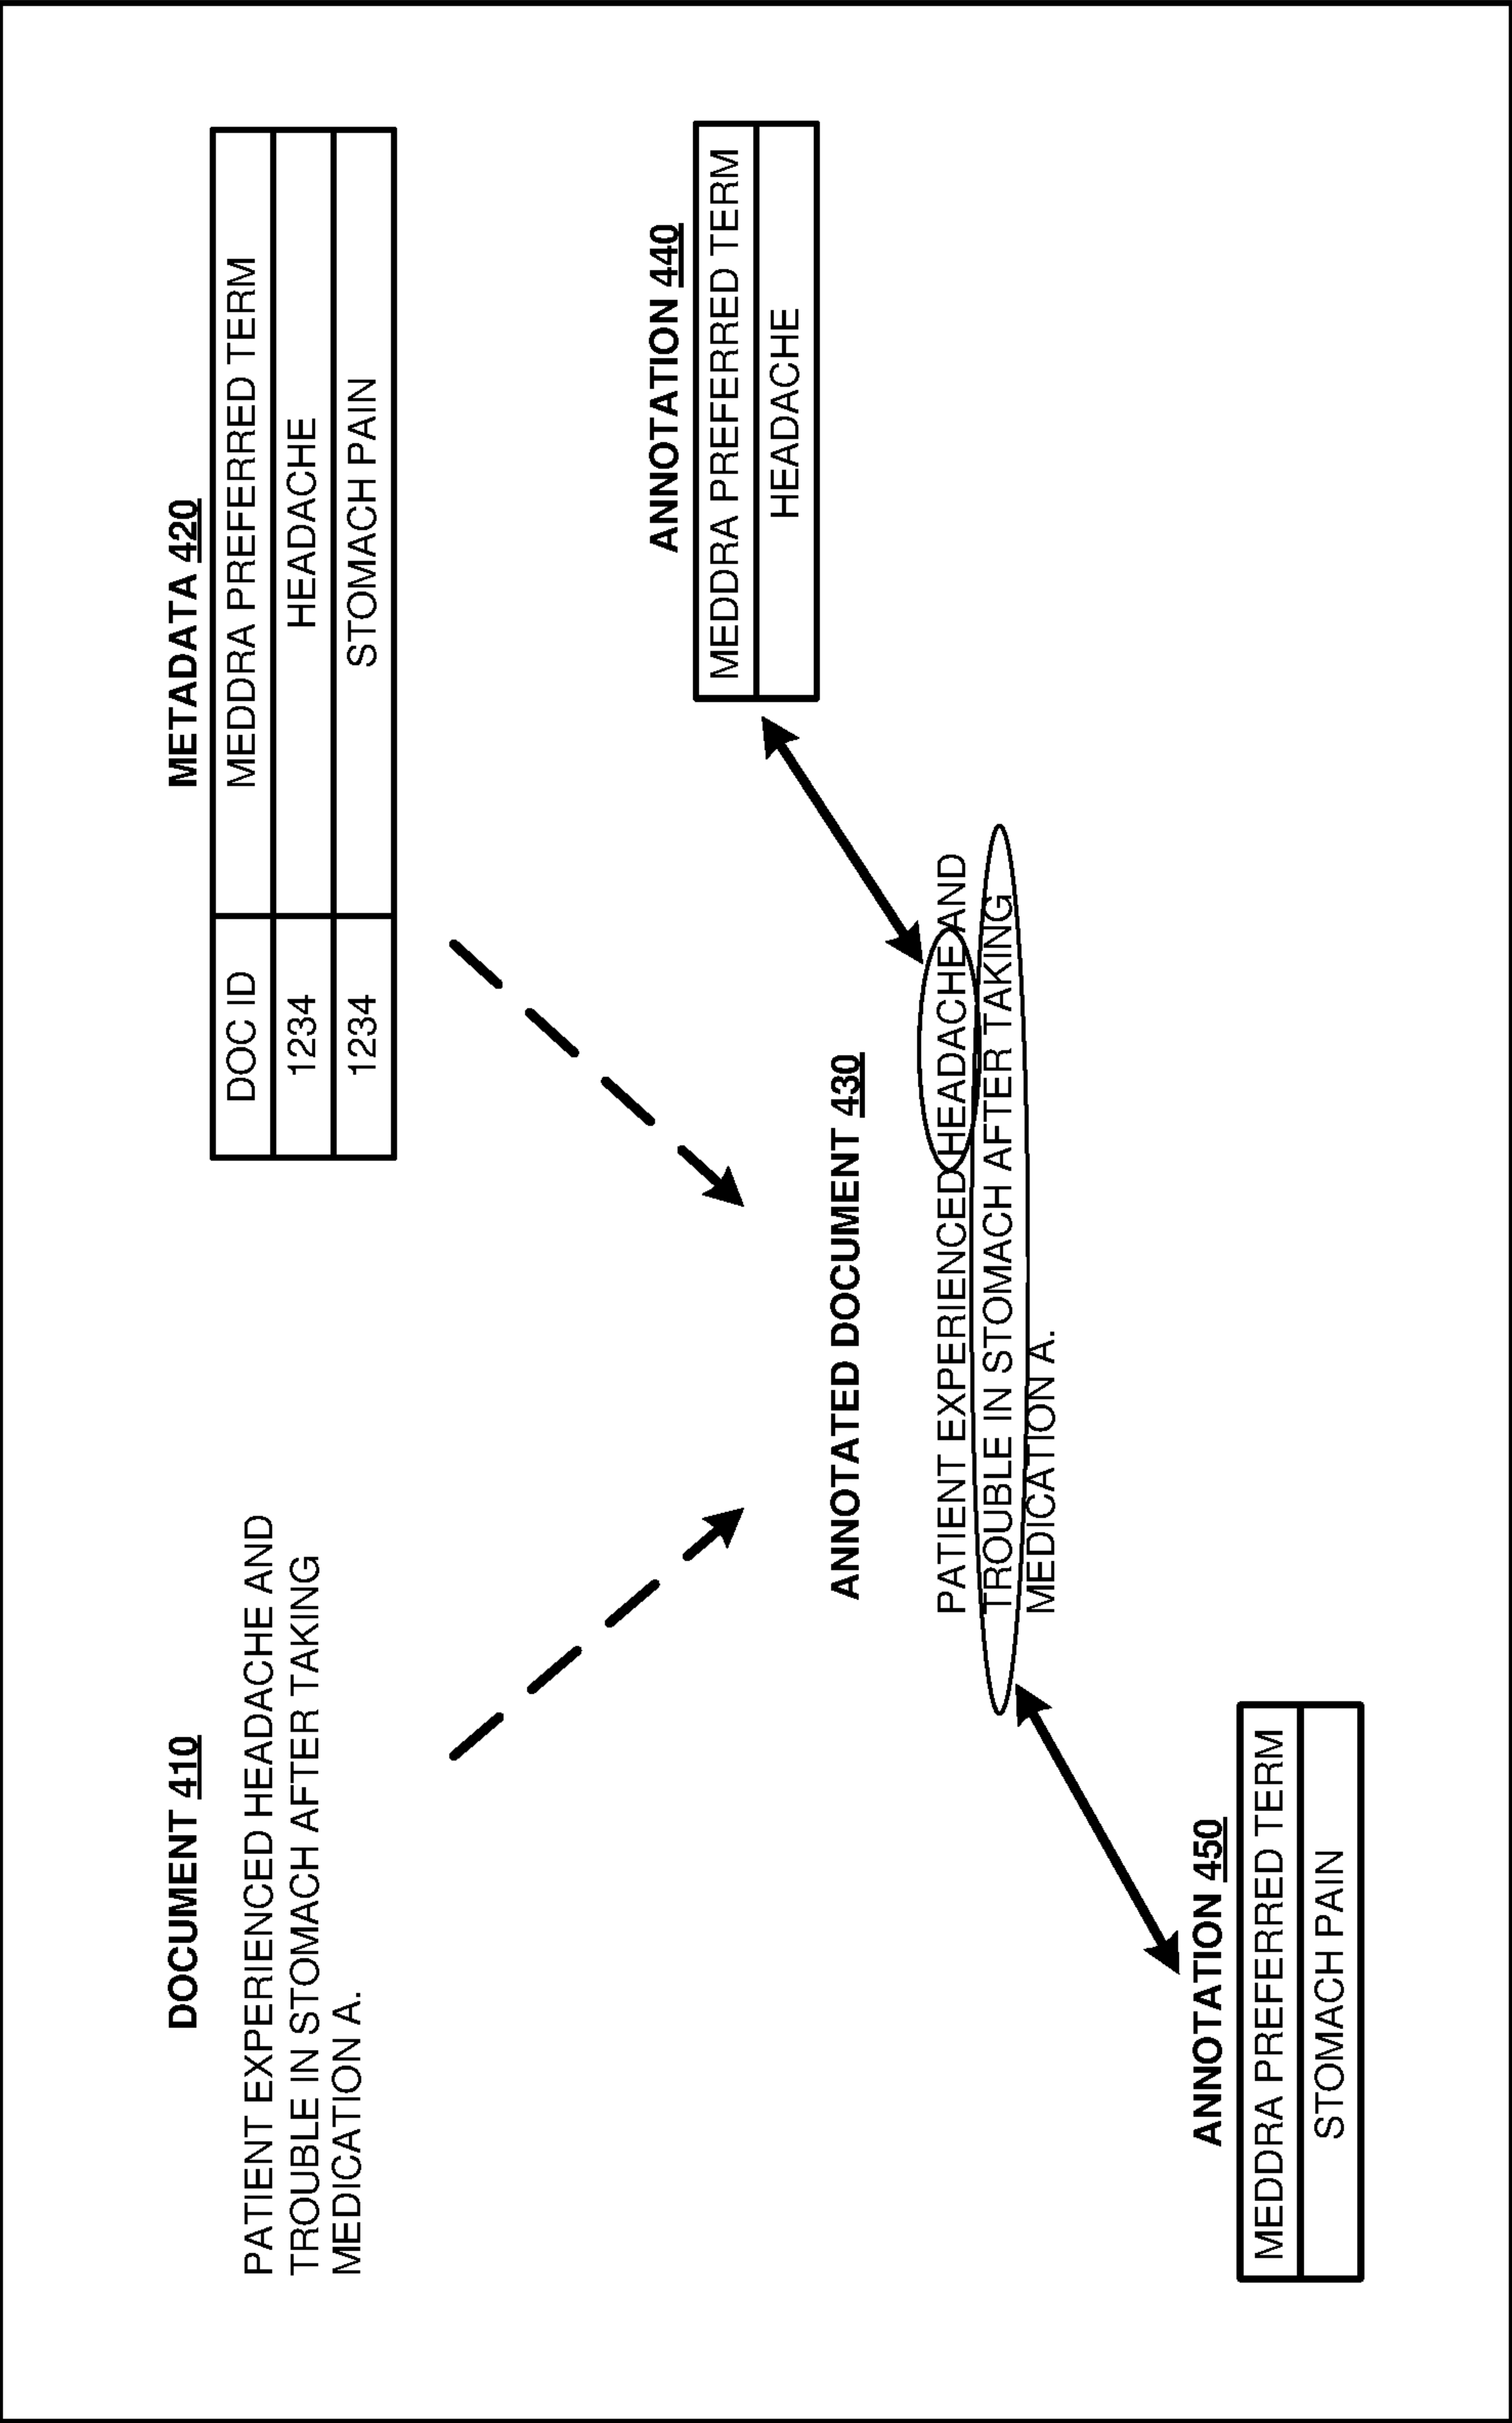 DOCUMENT 410
PATIENT EXPERIENCED HEADACHE AND
TROUBLE IN STOMACH AFTER TAKING
MEDICATION A.
METADATA 420
DOC ID MEDDRA PREFERRED TERM
1234 HEADACHE
1234 STOMACH PAIN
ANNOTATION 440
MEDDRA PREFERRED TERM
HEADACHE
ANNOTATED DOCUMENT 430
PATIENT EXPERIENCED HEADACHE AND
TROUBLE IN STOMACH AFTER TAKING
MEDICATION A.
ANNOTATION 450
MEDDRA PREFERRED TERM
STOMACH PAIN